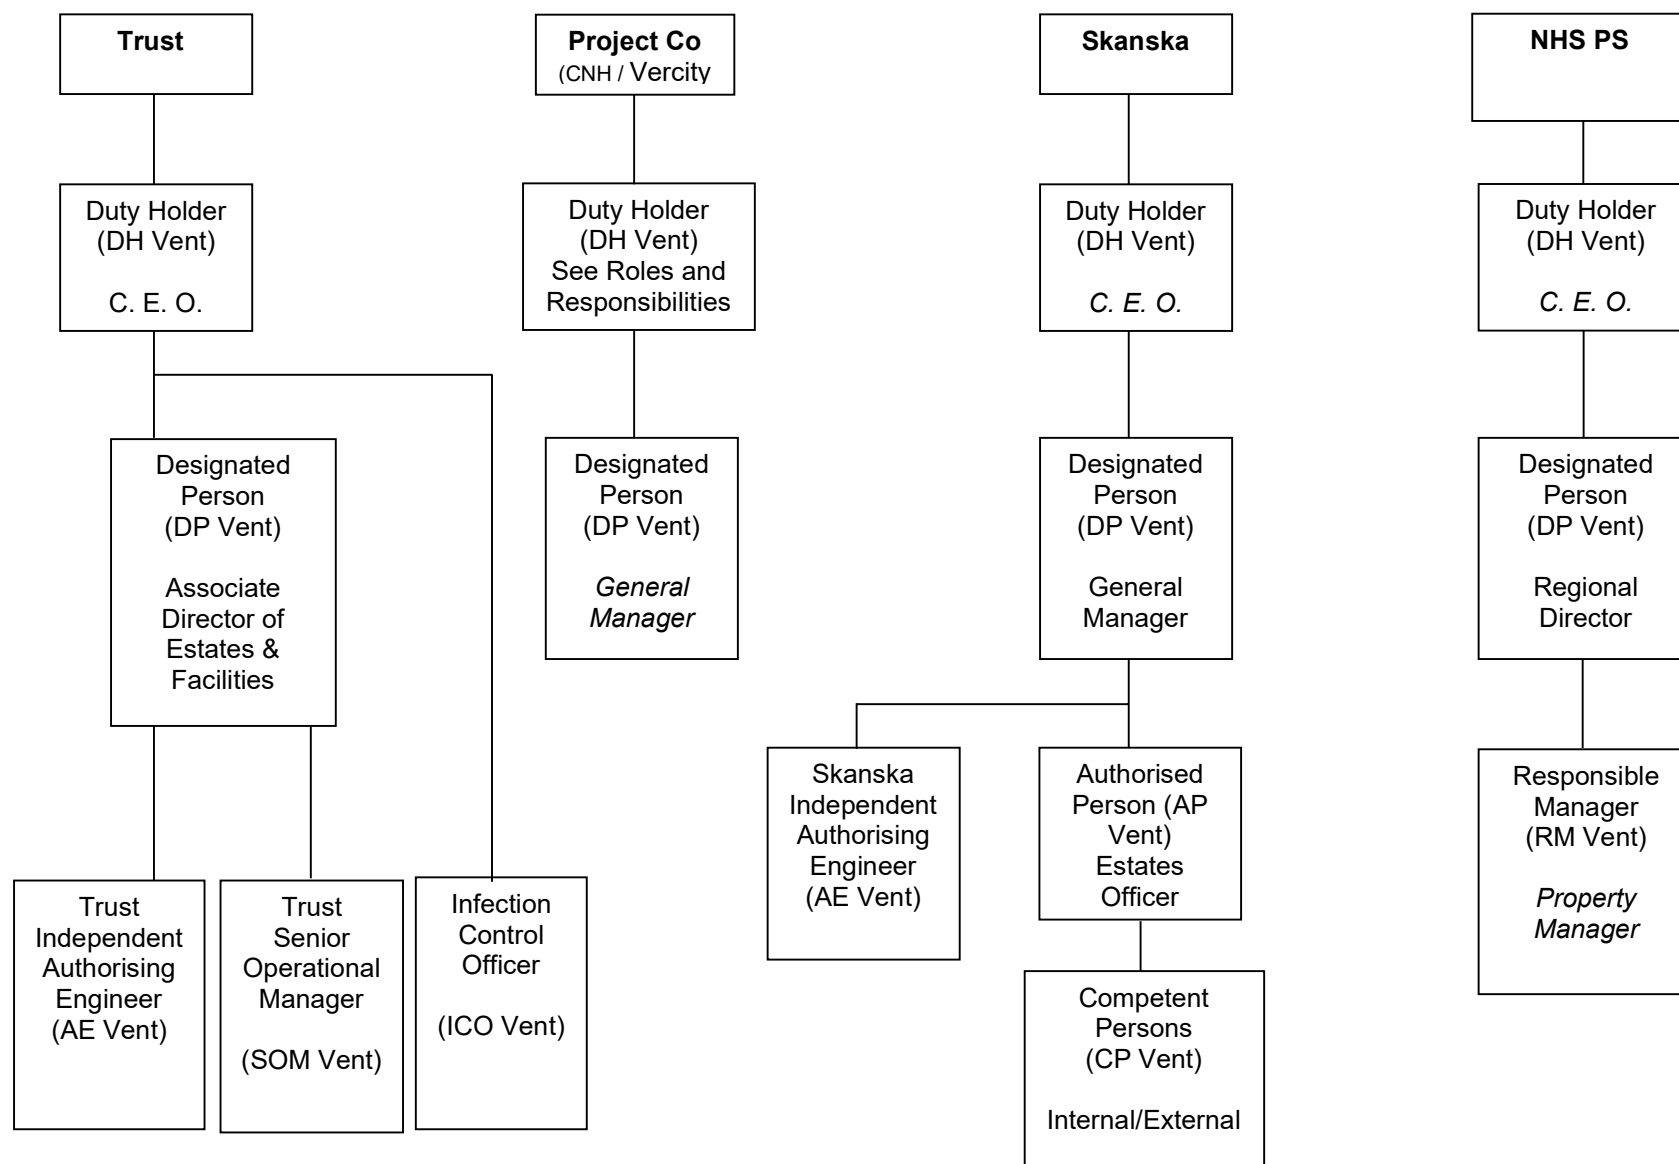 Trust
Project Co
(CNH / Vercity
Skanska
NHS PS
Duty Holder
(DH Vent)
C. E. O.
Duty Holder
(DH Vent)
See Roles and
Responsibilities
Duty Holder
(DH Vent)
C. E. O.
Duty Holder
(DH Vent)
C. E. O.
Designated
Person
(DP Vent)
Associate
Director of
Estates &
Facilities
Designated
Person
(DP Vent)
General
Manager
Designated
Person
(DP Vent)
General
Manager
Designated
Person
(DP Vent)
Regional
Director
Trust
Independent
Authorising
Engineer
(AE Vent)
Trust
Senior
Operational
Manager
(SOM Vent)
Infection
Control
Officer
(ICO Vent)
Skanska
Independent
Authorising
Engineer
(AE Vent)
Authorised
Person (AP
Vent)
Estates
Officer
Responsible
Manager
(RM Vent)
Property
Manager
Competent
Persons
(CP Vent)
Internal/External